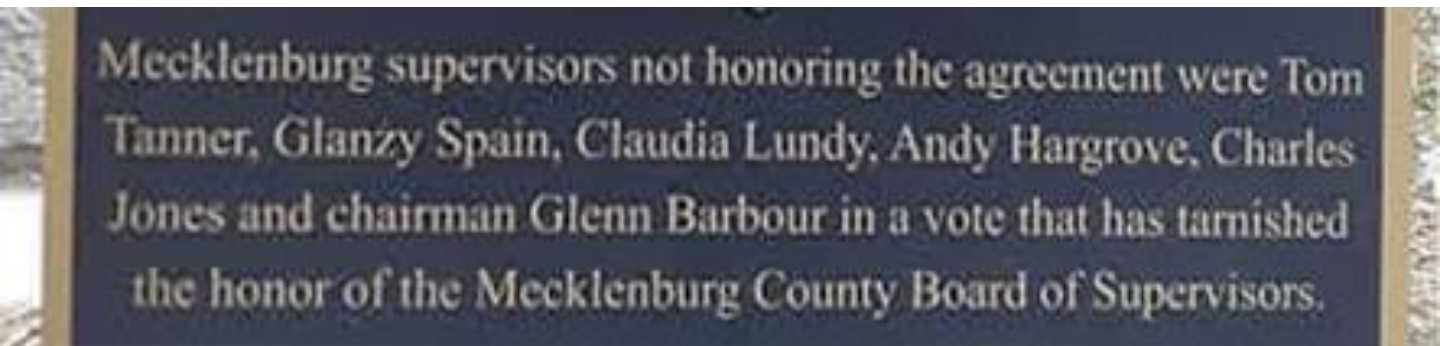 Mecklenburg supervisors not honoring the agreement were Tom
Tanner, Glanzy Spain, Claudia Lundy, Andy Hargrove, Charles
Jones and chairman Glenn Barbour in a vote that has tarnished
the honor of the Mecklenburg County Board of Supervisors.